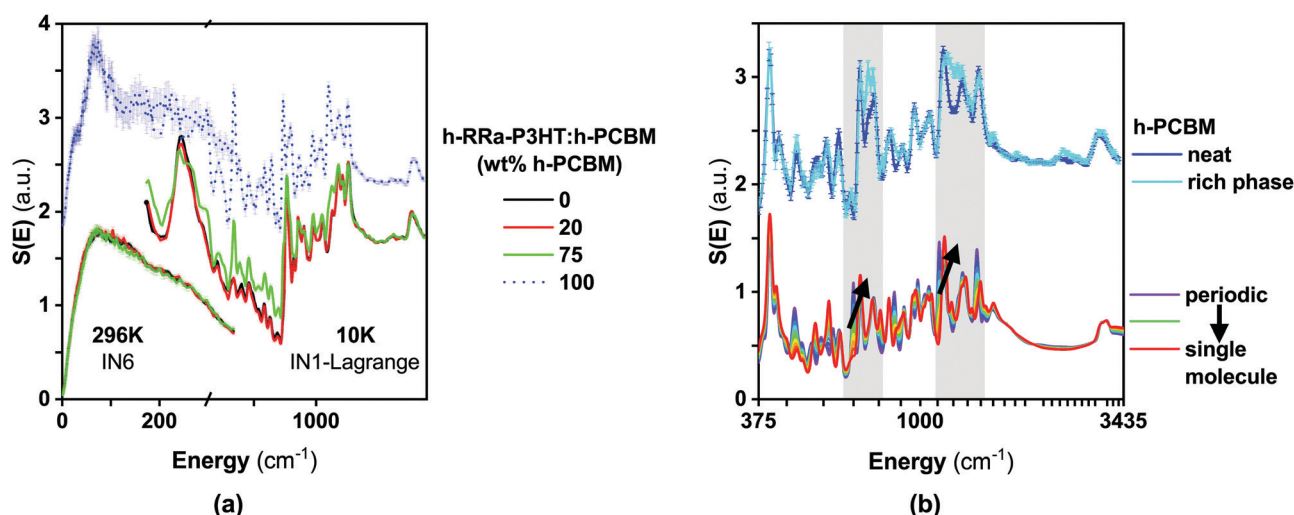 4
3
2
1
0
S(E) (a.u.)
296K
IN6
10K
IN1-Lagrange
0
200
1000
Energy (cm-1)
(a)
h-RRa-P3HT:h-PCBM
(wt% h-PCBM)
0
20
75
100
3
2
1
0
S(E) (a.u.)
375
1000
3435
Energy (cm-1)
(b)
h-PCBM
neat
rich phase
periodic
single
molecule